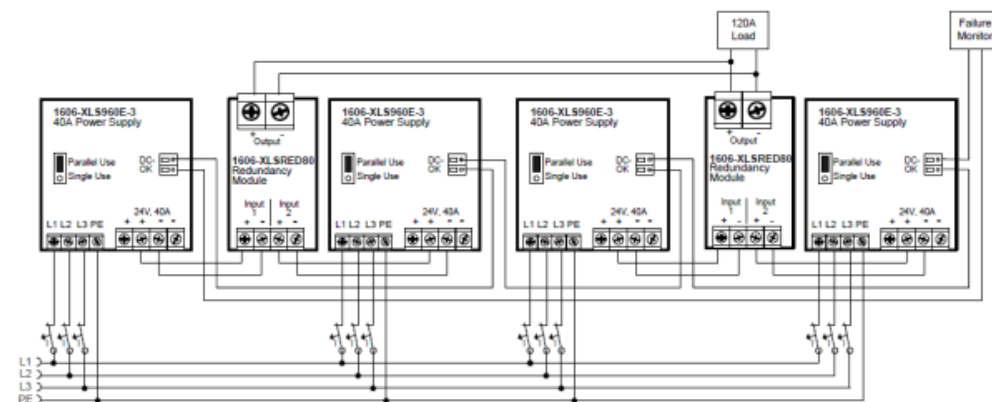 120A
Load
Failure
Monitor
1606-XLS960E-3
40A Power Supply
Parallel Use
Single Use
DC-
OK
24V, 40A
+ + - -
L1 L2 L3 PE
+ -
Output
1606-XLSRED80
Redundancy
Module
Input Input
1 2
+ - + -
1606-XLS960E-3
40A Power Supply
Parallel Use
Single Use
DC-
OK
24V, 40A
+ + - -
L1 L2 L3 PE
1606-XLS960E-3
40A Power Supply
Parallel Use
Single Use
DC-
OK
24V, 40A
+ + - -
L1 L2 L3 PE
+ -
Output
1606-XLSRED80
Redundancy
Module
Input Input
1 2
+ - + -
1606-XLS960E-3
40A Power Supply
Parallel Use
Single Use
DC-
OK
24V, 40A
+ + - -
L1 L2 L3 PE
L1
L2
L3
PE